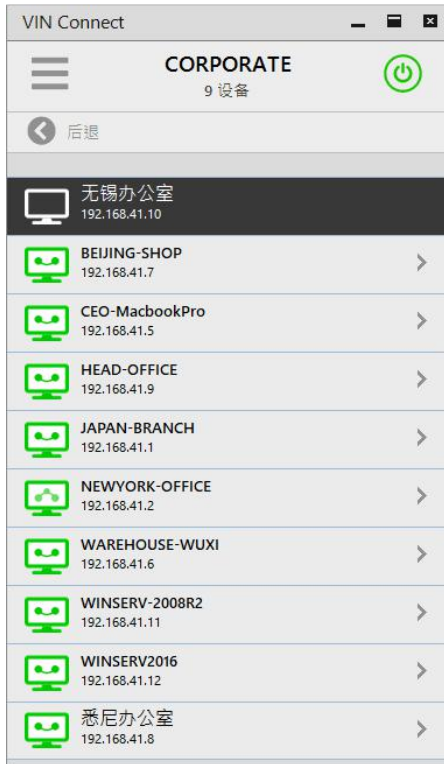 VIN Connect
CORPORATE
9 设备
后退
无锡办公室
192.168.41.10
BEIJING-SHOP
192.168.41.7
CEO-MacbookPro
192.168.41.5
HEAD-OFFICE
192.168.41.9
JAPAN-BRANCH
192.168.41.1
NEWYORK-OFFICE
192.168.41.2
WAREHOUSE-WUXI
192.168.41.6
WINSERV-2008R2
192.168.41.11
WINSERV2016
192.168.41.12
悉尼办公室
192.168.41.8